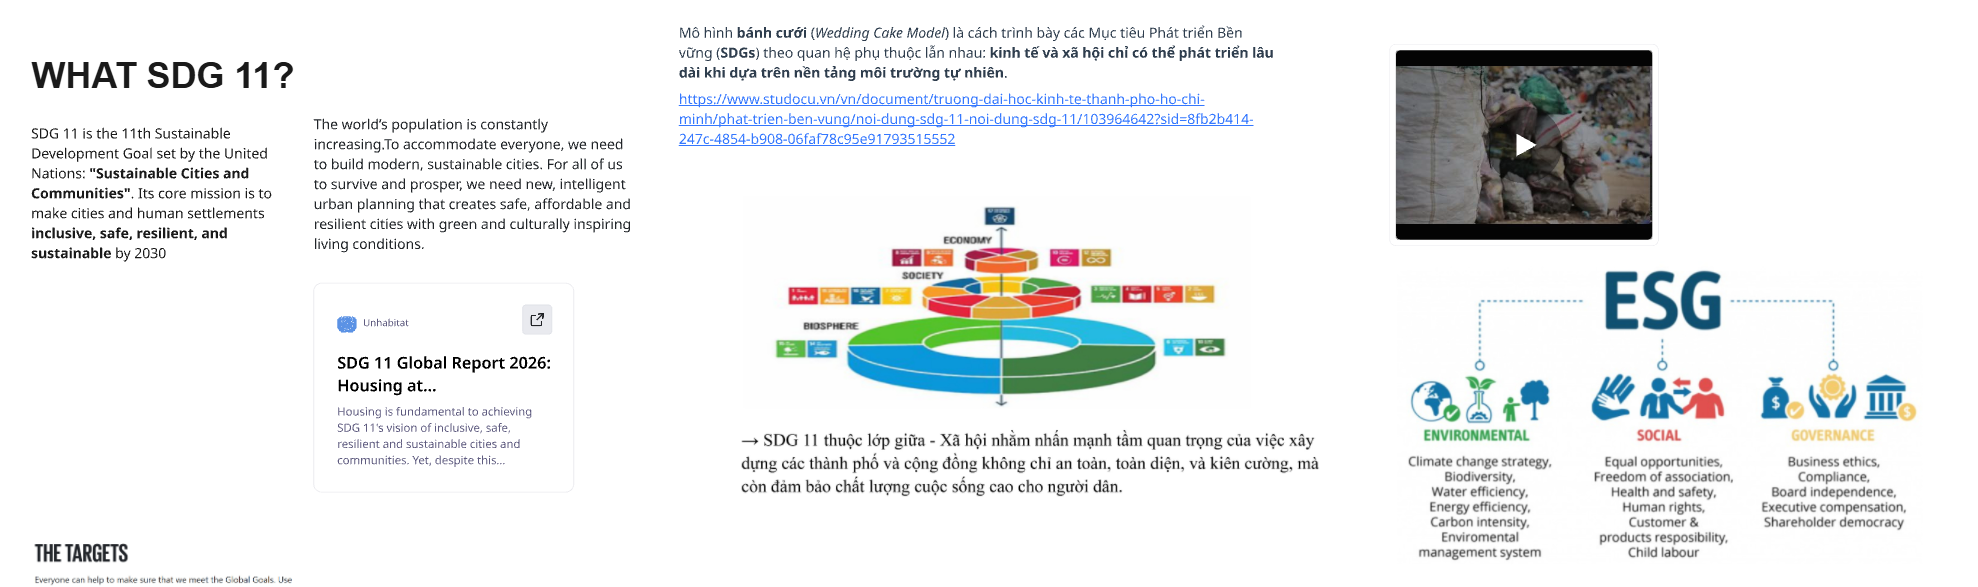 WHAT SDG 11?
SDG 11 is the 11th Sustainable
Development Goal set by the United
Nations: "Sustainable Cities and
Communities". Its core mission is to
make cities and human settlements
inclusive, safe, resilient, and
sustainable by 2030
The world's population is constantly
increasing.To accommodate everyone, we need
to build modern, sustainable cities. For all of us
to survive and prosper, we need new, intelligent
urban planning that creates safe, affordable and
resilient cities with green and culturally inspiring
living conditions.
Unhabitat
SDG 11 Global Report 2026:
Housing at...
Housing is fundamental to achieving
SDG 11's vision of inclusive, safe,
resilient and sustainable cities and
communities. Yet, despite this...
THE TARGETS
Everyone can help to make sure that we meet the Global Goals. Use
Mô hình bánh cưới (Wedding Cake Model) là cách trình bày các Mục tiêu Phát triển Bền
vững (SDGs) theo quan hệ phụ thuộc lẫn nhau: kinh tế và xã hội chỉ có thể phát triển lâu
dài khi dựa trên nền tảng môi trường tự nhiên.
https://www.studocu.vn/vn/document/truong-dai-hoc-kinh-te-thanh-pho-ho-chi-
minh/phat-trien-ben-vung/noi-dung-sdg-11-noi-dung-sdg-11/103964642?sid=8fb2b414-
247c-4854-b908-06faf78c95e91793515552
ECONOMY
SOCIETY
BIOSPHERE
→ SDG 11 thuộc lớp giữa - Xã hội nhằm nhấn mạnh tầm quan trọng của việc xây
dựng các thành phố và cộng đồng không chỉ an toàn, toàn diện, và kiên cường, mà
còn đảm bảo chất lượng cuộc sống cao cho người dân.
ESG
ENVIRONMENTAL
Climate change strategy,
Biodiversity,
Water efficiency,
Energy efficiency,
Carbon intensity,
Enviromental
management system
SOCIAL
Equal opportunities,
Freedom of association,
Health and safety,
Human rights,
Customer &
products resposibility,
Child labour
GOVERNANCE
Business ethics,
Compliance,
Board independence,
Executive compensation,
Shareholder democracy